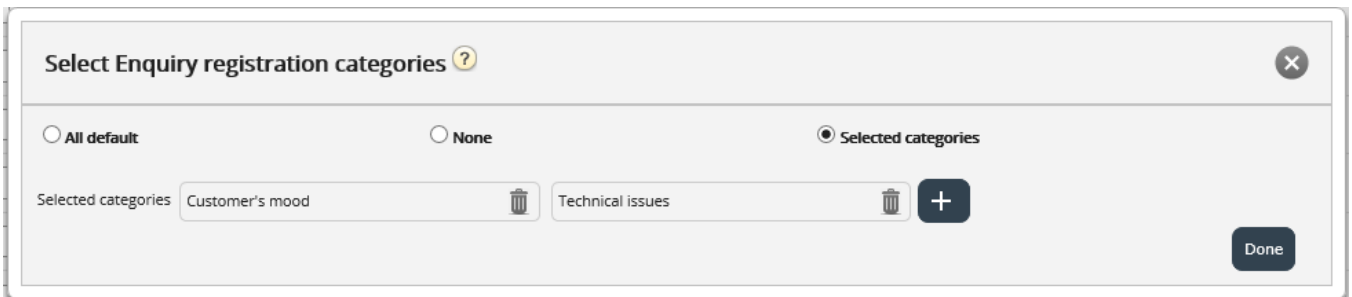 Select Enquiry registration categories ?
All default None Selected categories
Selected categories Customer's mood Technical issues +
Done